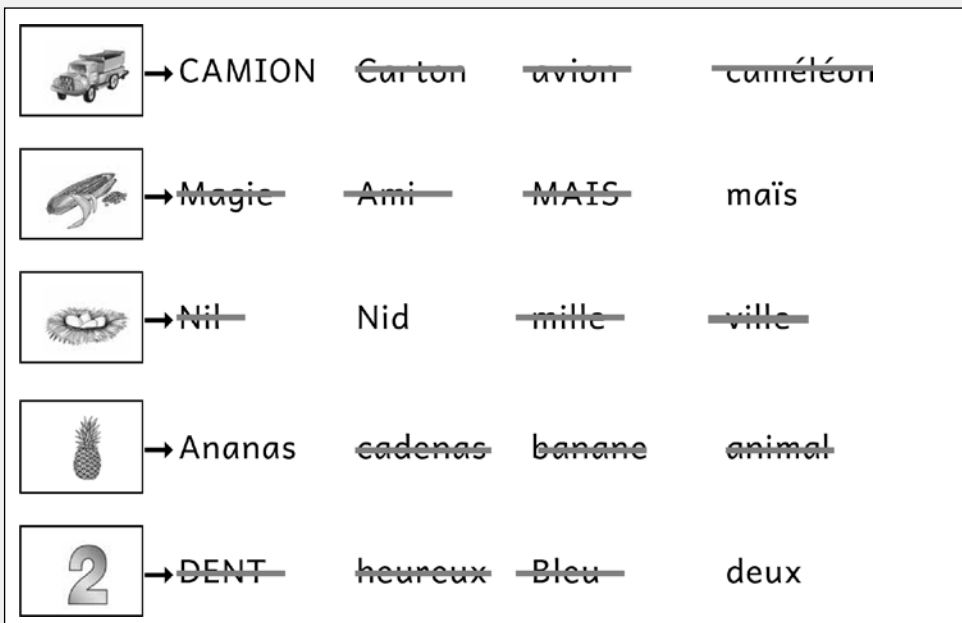 CAMION Carton avion caméléon
Magie Ami MAIS maïs
Nil Nid mille ville
Ananas cadenas banane animal
2 DENT heureux Bleu deux